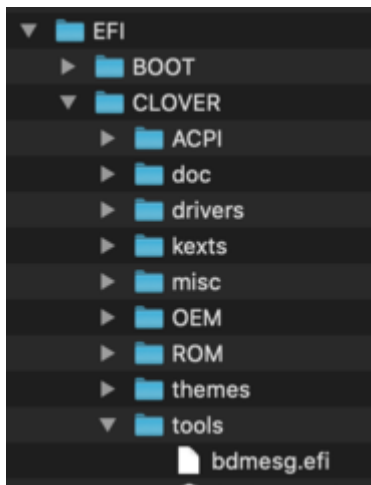 EFI
BOOT
CLOVER
ACPI
doc
drivers
kexts
misc
OEM
ROM
themes
tools
bdmesg.efi